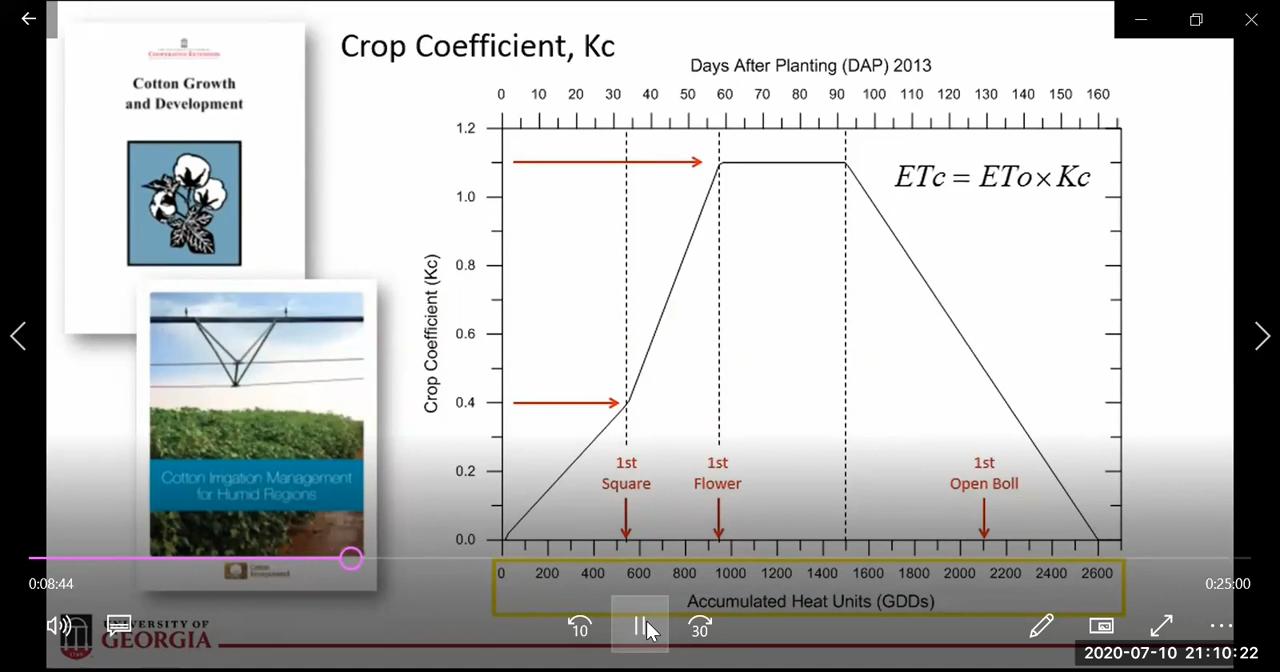 Crop Coefficient, Kc
COOPERATIVE EXTENSION
Cotton Growth
and Development
Cotton Irrigation Management
for Humid Regions
Cotton
Incorporated
Days After Planting (DAP) 2013
0 10 20 30 40 50 60 70 80 90 100 110 120 130 140 150 160
ETc = ETo × Kc
Crop Coefficient (Kc)
1.2
1.0
0.8
0.6
0.4
0.2
0.0
1st
Square
1st
Flower
1st
Open Boll
0 200 400 600 800 1000 1200 1400 1600 1800 2000 2200 2400 2600
Accumulated Heat Units (GDDs)
0:08:44
0:25:00
UNIVERSITY OF
GEORGIA
10
30
2020-07-10 21:10:22